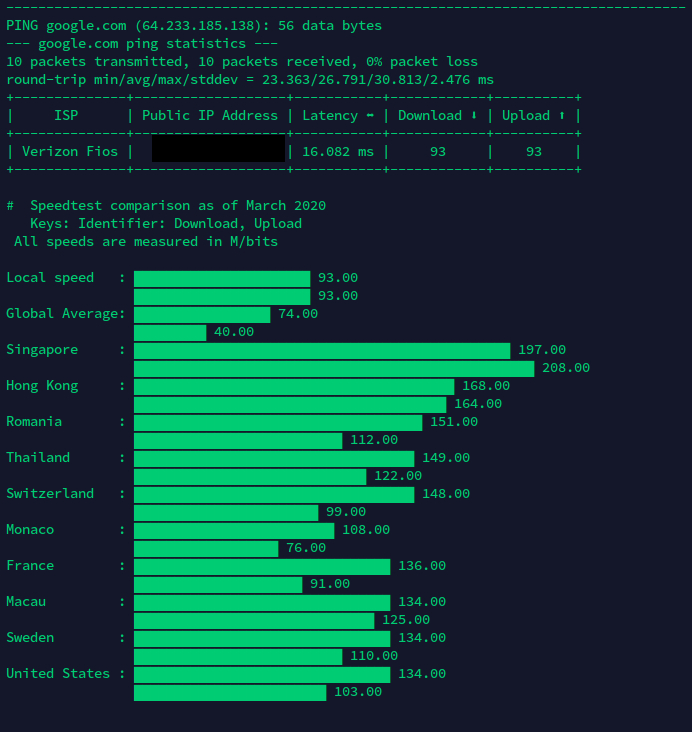 PING google.com (64.233.185.138): 56 data bytes
--- google.com ping statistics ---
10 packets transmitted, 10 packets received, 0% packet loss
round-trip min/avg/max/stddev = 23.363/26.791/30.813/2.476 ms
| ISP | Public IP Address | Latency ↔ | Download ⬇ | Upload ⬆ |
| Verizon Fios | | 16.082 ms | 93 | 93 |
# Speedtest comparison as of March 2020
Keys: Identifier: Download, Upload
All speeds are measured in M/bits
Local speed : 93.00
93.00
Global Average: 74.00
40.00
Singapore : 197.00
208.00
Hong Kong : 168.00
164.00
Romania : 151.00
112.00
Thailand : 149.00
122.00
Switzerland : 148.00
99.00
Monaco : 108.00
76.00
France : 136.00
91.00
Macau : 134.00
125.00
Sweden : 134.00
110.00
United States : 134.00
103.00